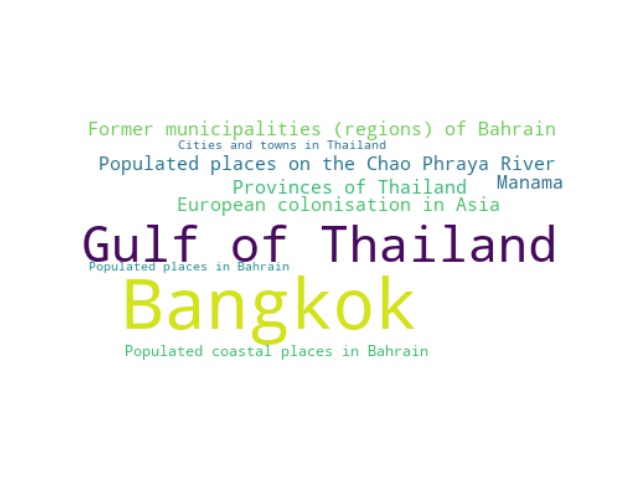 Former municipalities (regions) of Bahrain
Cities and towns in Thailand
Populated places on the Chao Phraya River
Manama
Provinces of Thailand
European colonisation in Asia
Gulf of Thailand
Populated places in Bahrain
Bangkok
Populated coastal places in Bahrain